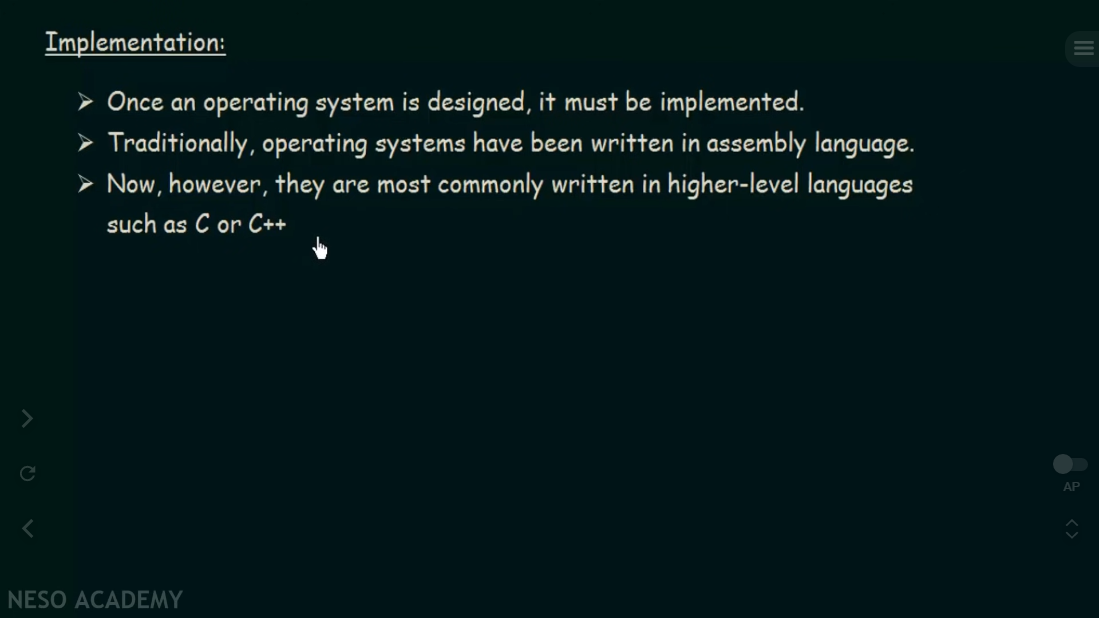 Implementation:
➢ Once an operating system is designed, it must be implemented.
➢ Traditionally, operating systems have been written in assembly language.
➢ Now, however, they are most commonly written in higher-level languages
such as C or C++
AP
NESO ACADEMY